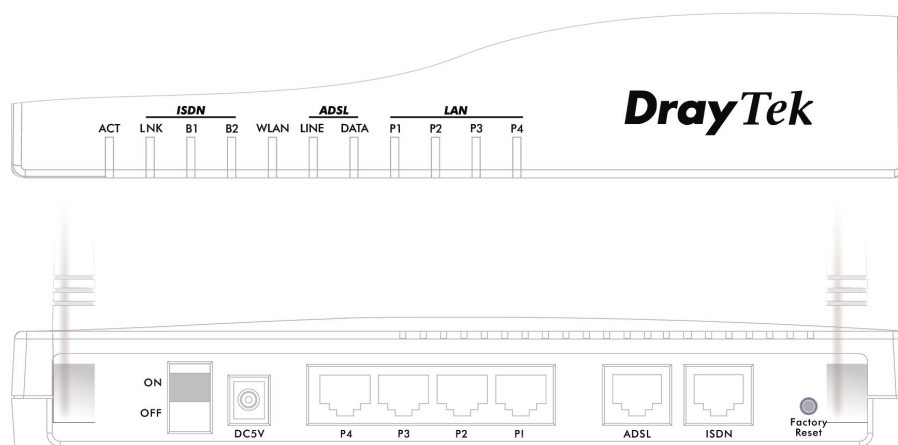 ISDN ADSL LAN
ACT LNK B1 B2 WLAN LINE DATA P1 P2 P3 P4
DrayTek
ON
OFF
DC5V P4 P3 P2 PI ADSL ISDN
Factory
Reset